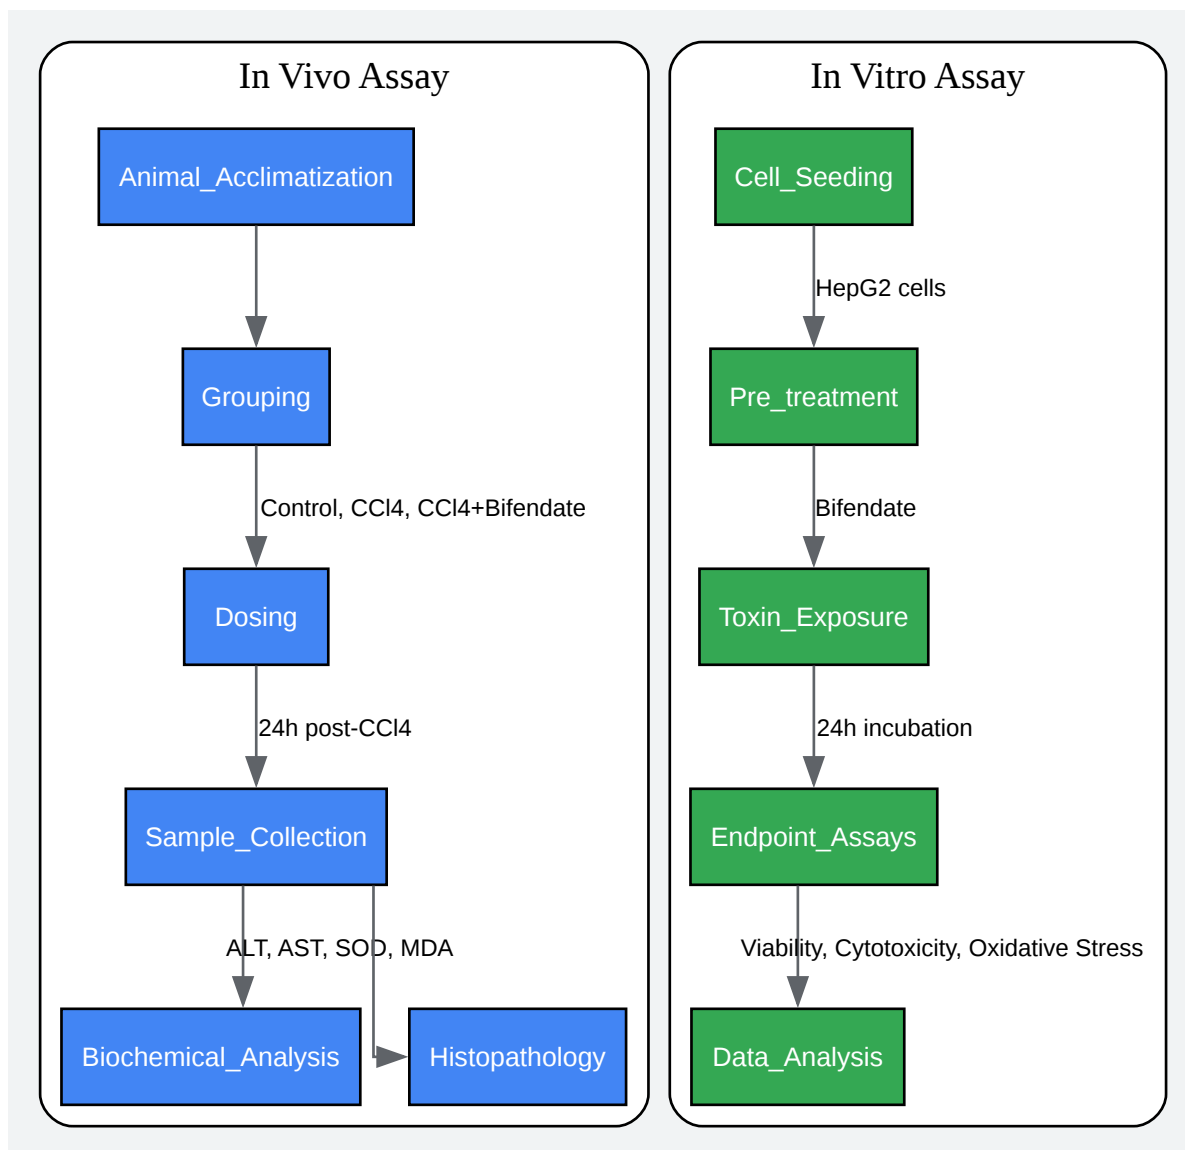 In Vivo Assay
Animal_Acclimatization
Grouping
Control, CCl4, CCl4+Bifendate
Dosing
24h post-CCl4
Sample_Collection
ALT, AST, SOD, MDA
Biochemical_Analysis
Histopathology
In Vitro Assay
Cell_Seeding
HepG2 cells
Pre_treatment
Bifendate
Toxin_Exposure
24h incubation
Endpoint_Assays
Viability, Cytotoxicity, Oxidative Stress
Data_Analysis